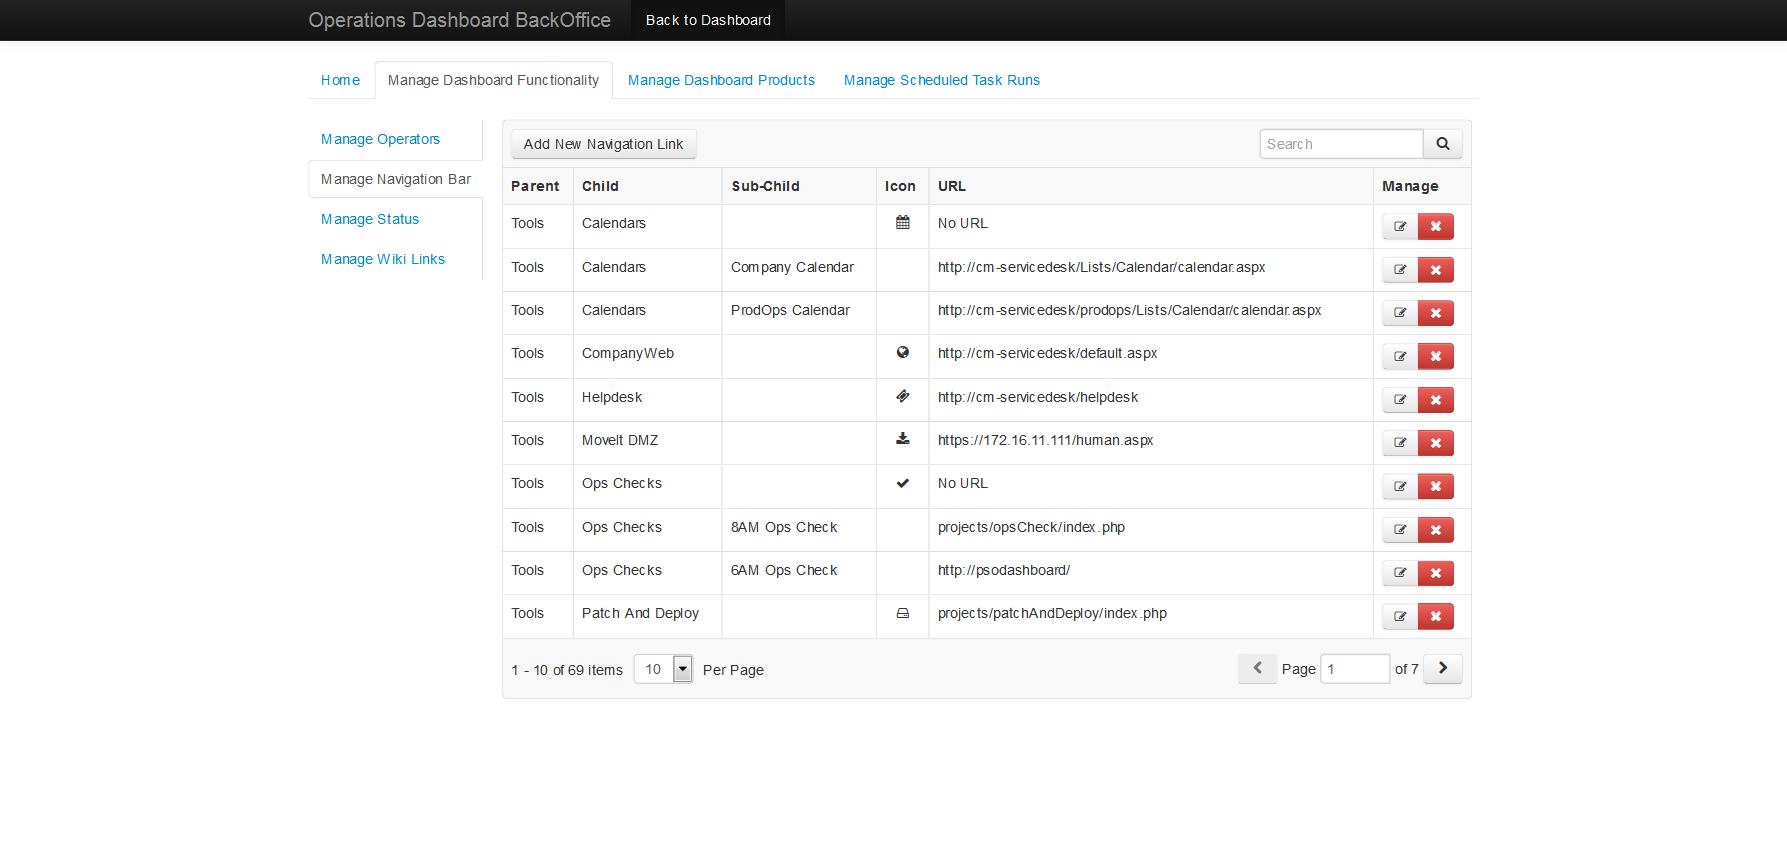 Operations Dashboard BackOffice Back to Dashboard
Home Manage Dashboard Functionality Manage Dashboard Products Manage Scheduled Task Runs
Manage Operators
Manage Navigation Bar
Manage Status
Manage Wiki Links
Add New Navigation Link Search
Parent Child Sub-Child Icon URL Manage
Tools Calendars No URL
Tools Calendars Company Calendar http://cm-servicedesk/Lists/Calendar/calendar.aspx
Tools Calendars ProdOps Calendar http://cm-servicedesk/prodops/Lists/Calendar/calendar.aspx
Tools CompanyWeb http://cm-servicedesk/default.aspx
Tools Helpdesk http://cm-servicedesk/helpdesk
Tools MoveIt DMZ https://172.16.11.111/human.aspx
Tools Ops Checks No URL
Tools Ops Checks 8AM Ops Check projects/opsCheck/index.php
Tools Ops Checks 6AM Ops Check http://psodashboard/
Tools Patch And Deploy projects/patchAndDeploy/index.php
1 - 10 of 69 items 10 Per Page Page 1 of 7